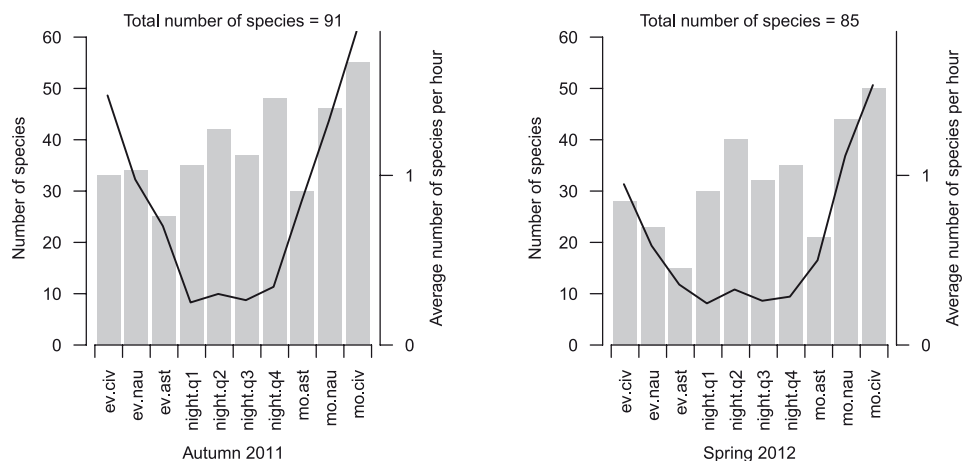 Total number of species = 91
60
50
40
30
20
10
0
Number of species
1
0
Average number of species per hour
ev.civ
ev.nau
ev.ast
night.q1
night.q2
night.q3
night.q4
mo.ast
mo.nau
mo.civ
Autumn 2011
Total number of species = 85
60
50
40
30
20
10
0
Number of species
1
0
Average number of species per hour
ev.civ
ev.nau
ev.ast
night.q1
night.q2
night.q3
night.q4
mo.ast
mo.nau
mo.civ
Spring 2012